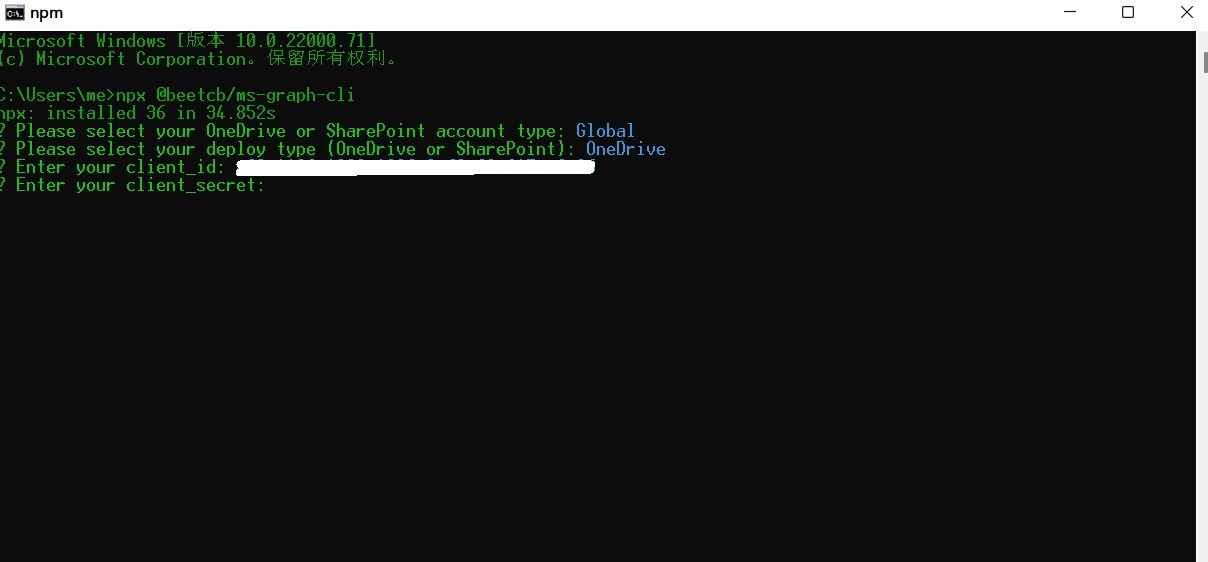 npm
Microsoft Windows [版本 10.0.22000.71]
(c) Microsoft Corporation。保留所有权利。
C:\Users\me>npx @beetcb/ms-graph-cli
npx: installed 36 in 34.852s
? Please select your OneDrive or SharePoint account type: Global
? Please select your deploy type (OneDrive or SharePoint): OneDrive
? Enter your client_id:
? Enter your client_secret: